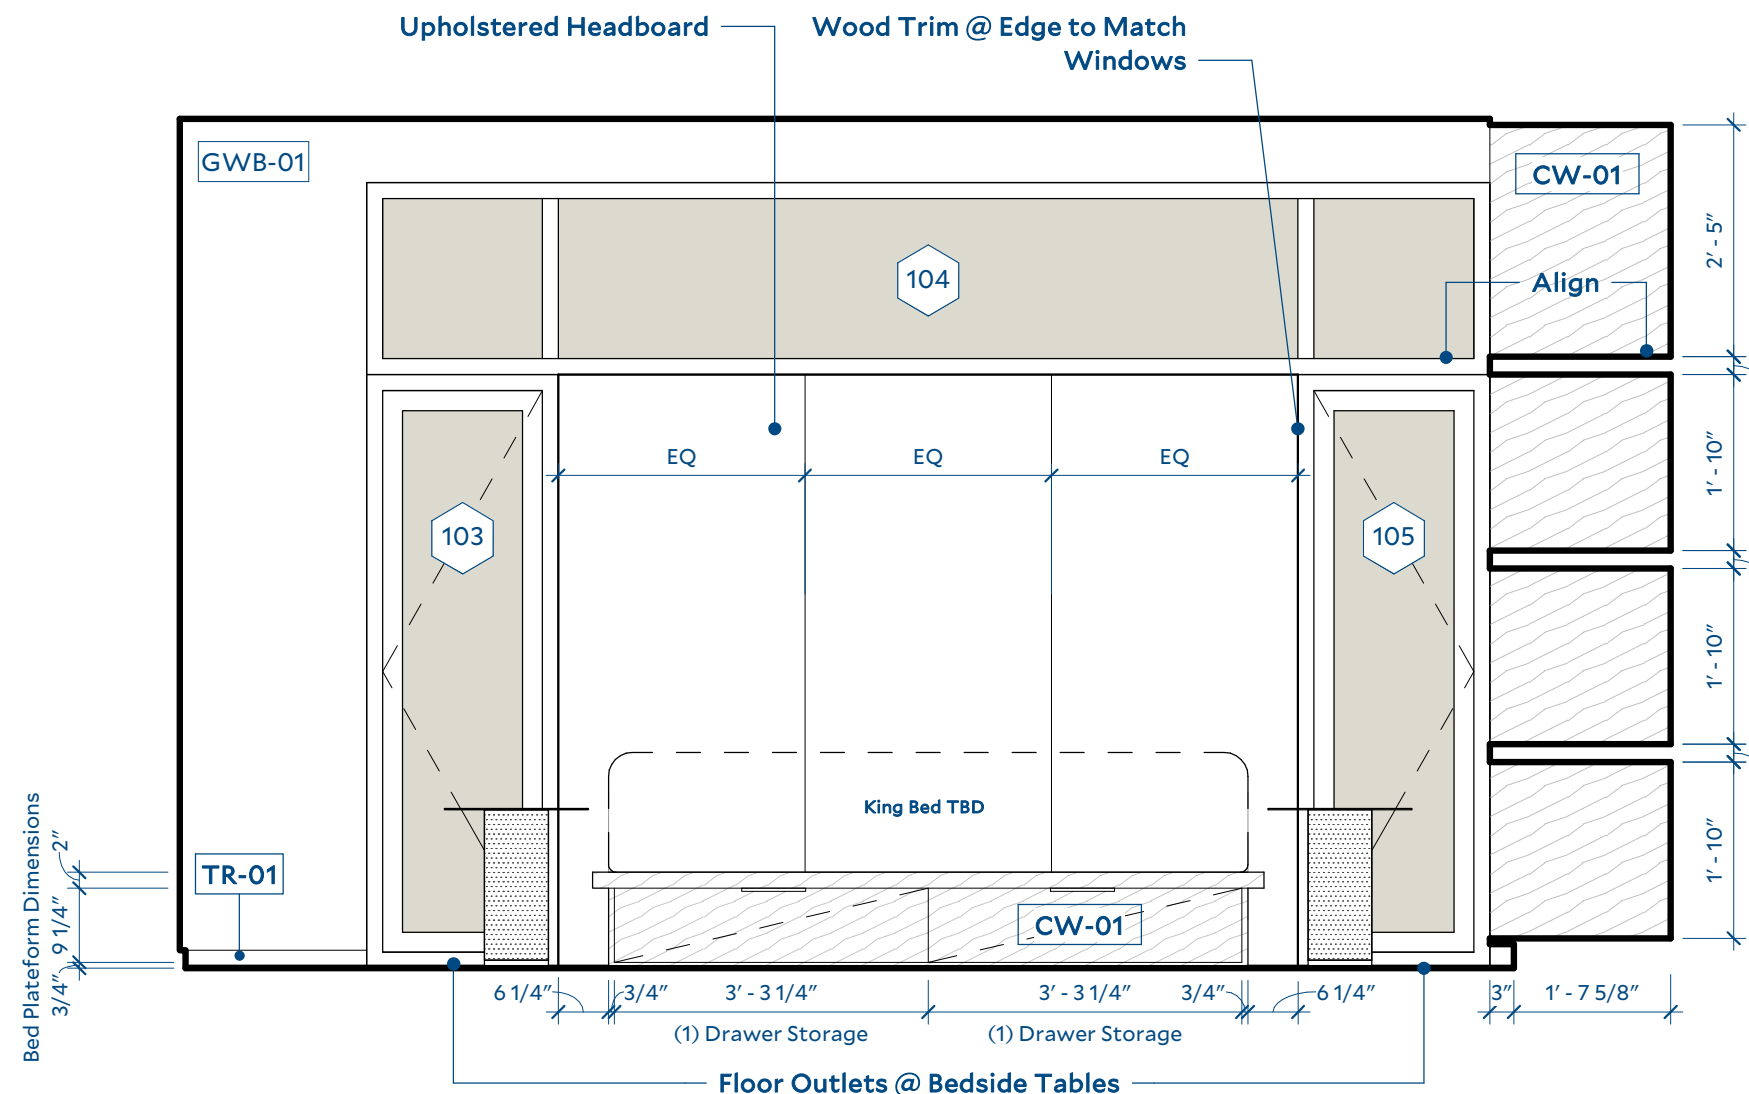 Upholstered Headboard
Wood Trim @ Edge to Match
Windows
GWB-01
CW-01
104
2' - 5"
Align
EQ
EQ
EQ
1' - 10"
103
105
1' - 10"
King Bed TBD
Bed Plateform Dimensions
2"
9 1/4"
3/4"
TR-01
CW-01
1' - 10"
6 1/4"
3/4"
3' - 3 1/4"
3' - 3 1/4"
3/4"
6 1/4"
3"
1' - 7 5/8"
(1) Drawer Storage
(1) Drawer Storage
Floor Outlets @ Bedside Tables